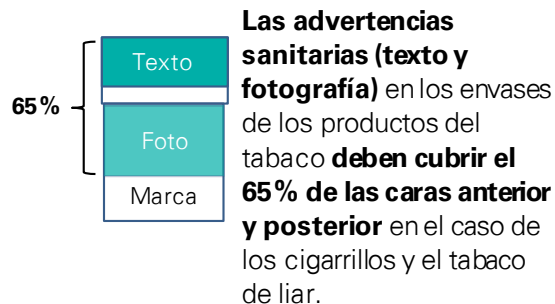 65%
Texto
Foto
Marca
Las advertencias
sanitarias (texto y
fotografía) en los envases
de los productos del
tabaco deben cubrir el
65% de las caras anterior
y posterior en el caso de
los cigarrillos y el tabaco
de liar.